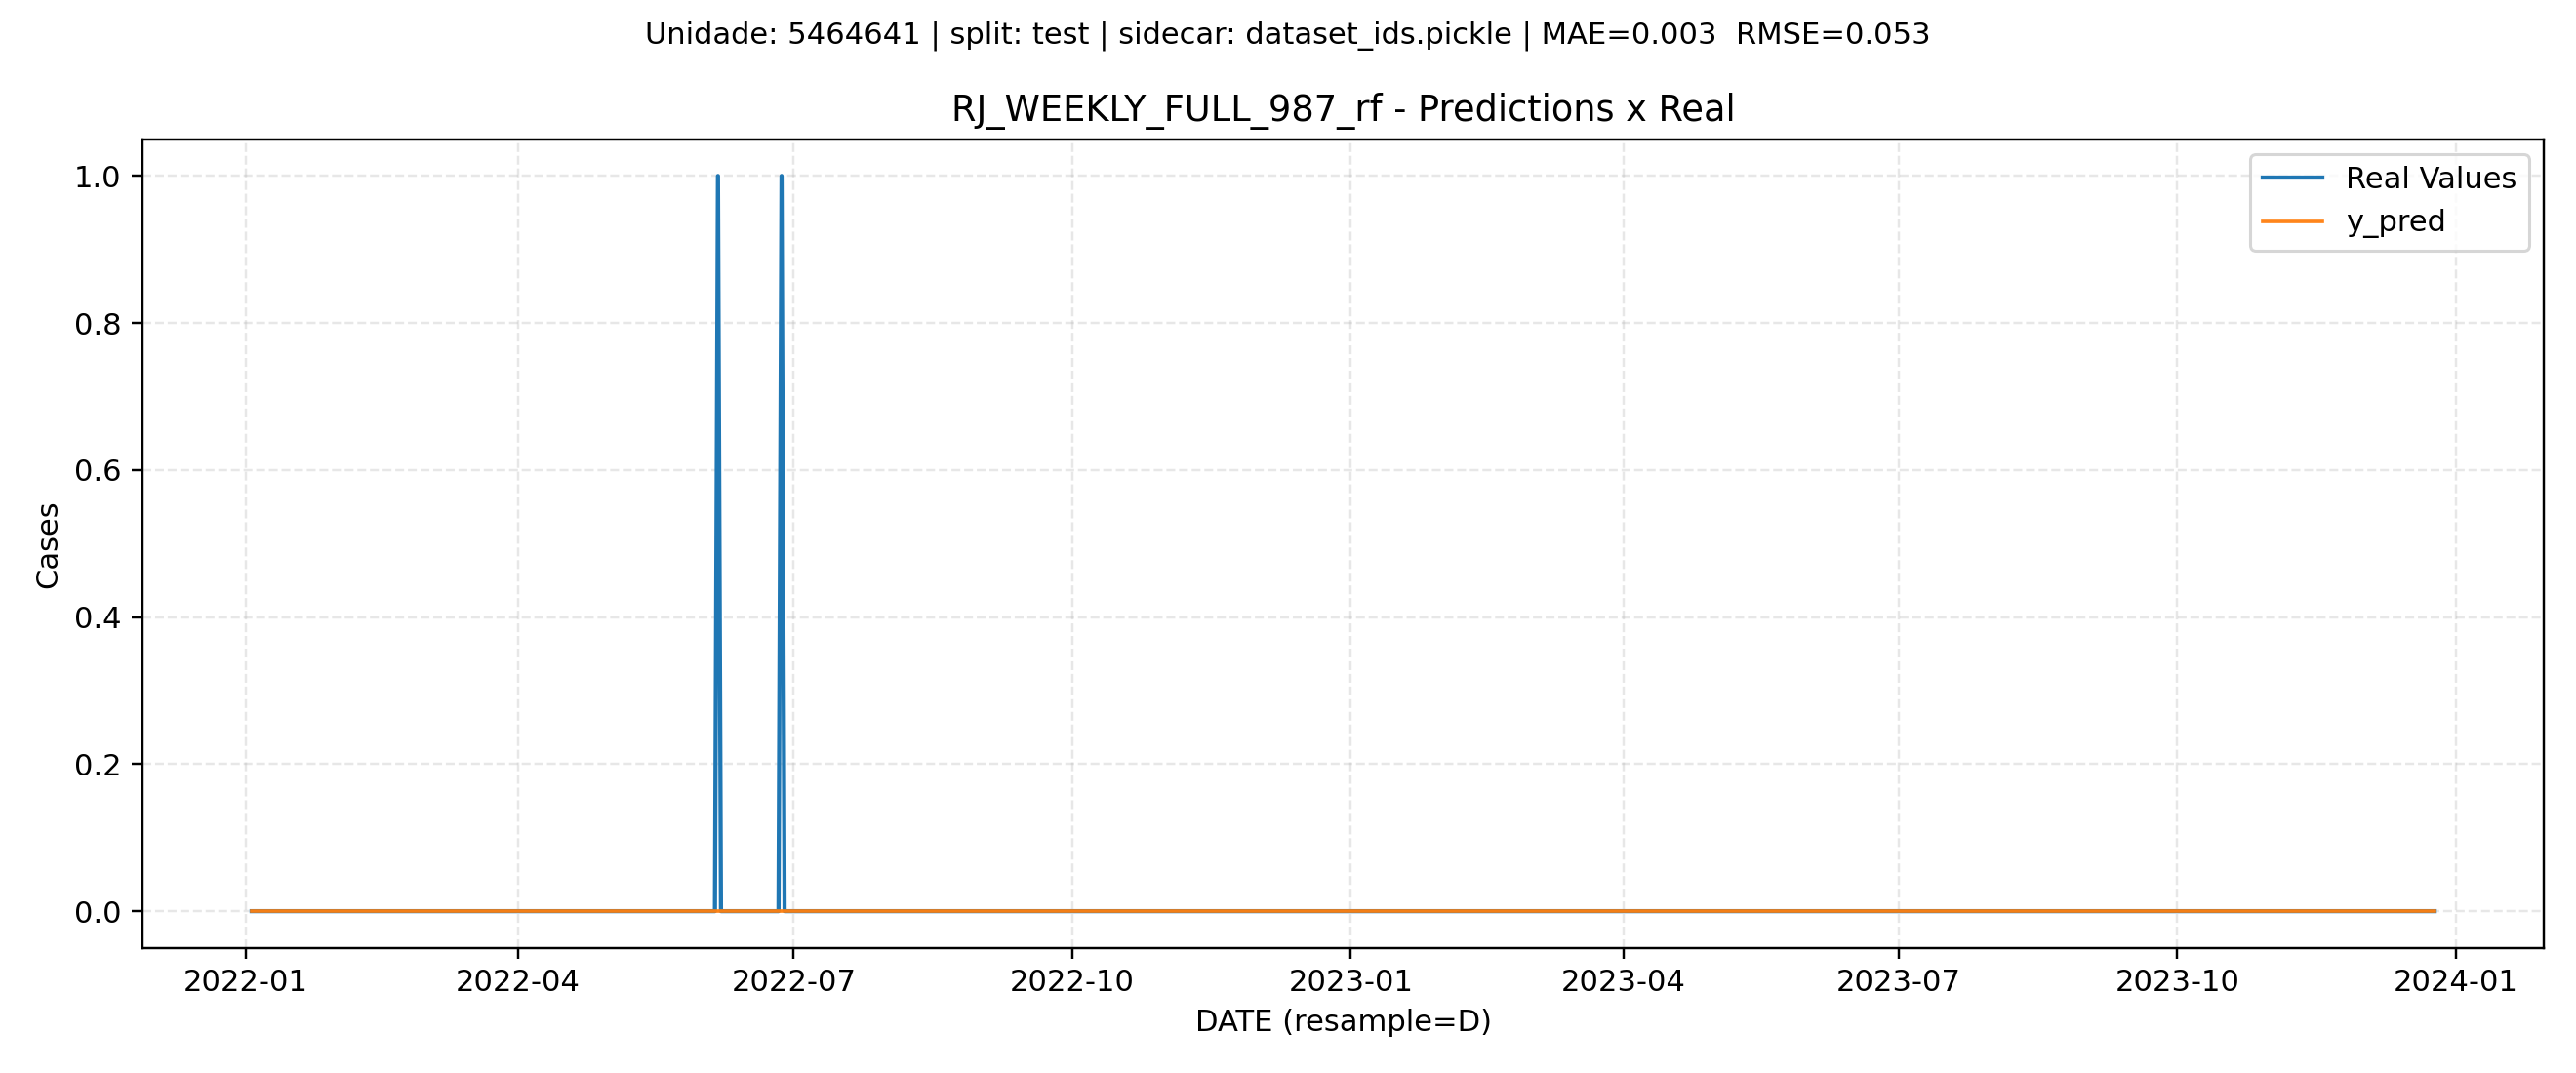 Unidade: 5464641 | split: test | sidecar: dataset_ids.pickle | MAE=0.003  RMSE=0.053
RJ_WEEKLY_FULL_987_rf - Predictions x Real
Real Values
y_pred
1.0
0.8
0.6
0.4
0.2
0.0
Cases
2022-01
2022-04
2022-07
2022-10
2023-01
2023-04
2023-07
2023-10
2024-01
DATE (resample=D)